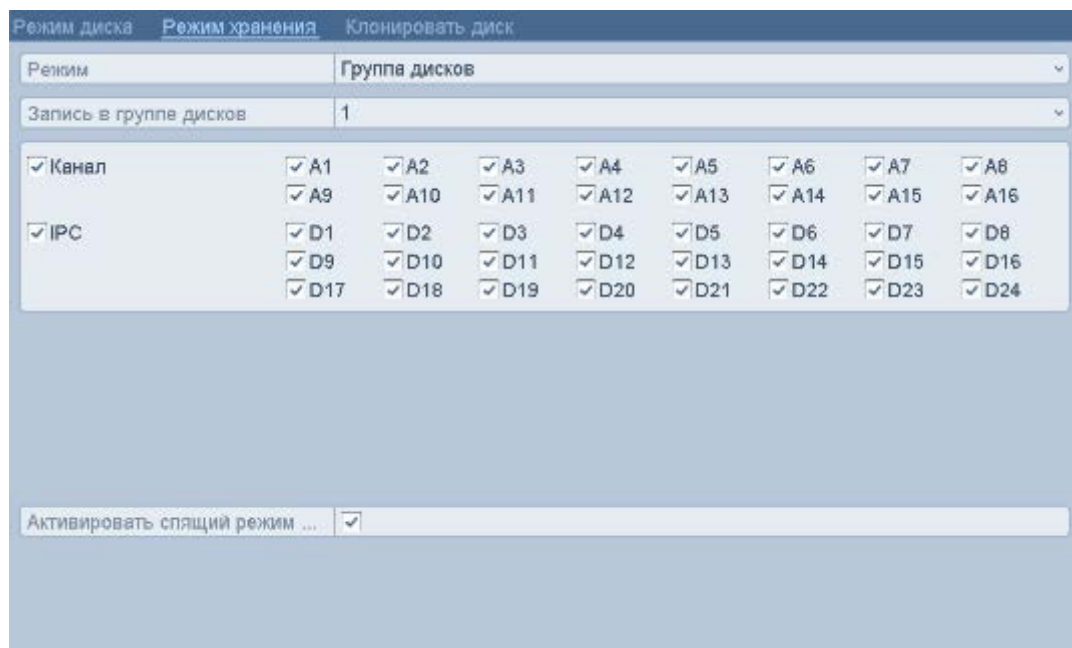 Режим диска Режим хранения Клонировать диск
Режим Группа дисков
Запись в группе дисков 1
Канал A1 A2 A3 A4 A5 A6 A7 A8
A9 A10 A11 A12 A13 A14 A15 A16
IPC D1 D2 D3 D4 D5 D6 D7 D8
D9 D10 D11 D12 D13 D14 D15 D16
D17 D18 D19 D20 D21 D22 D23 D24
Активировать спящий режим ...